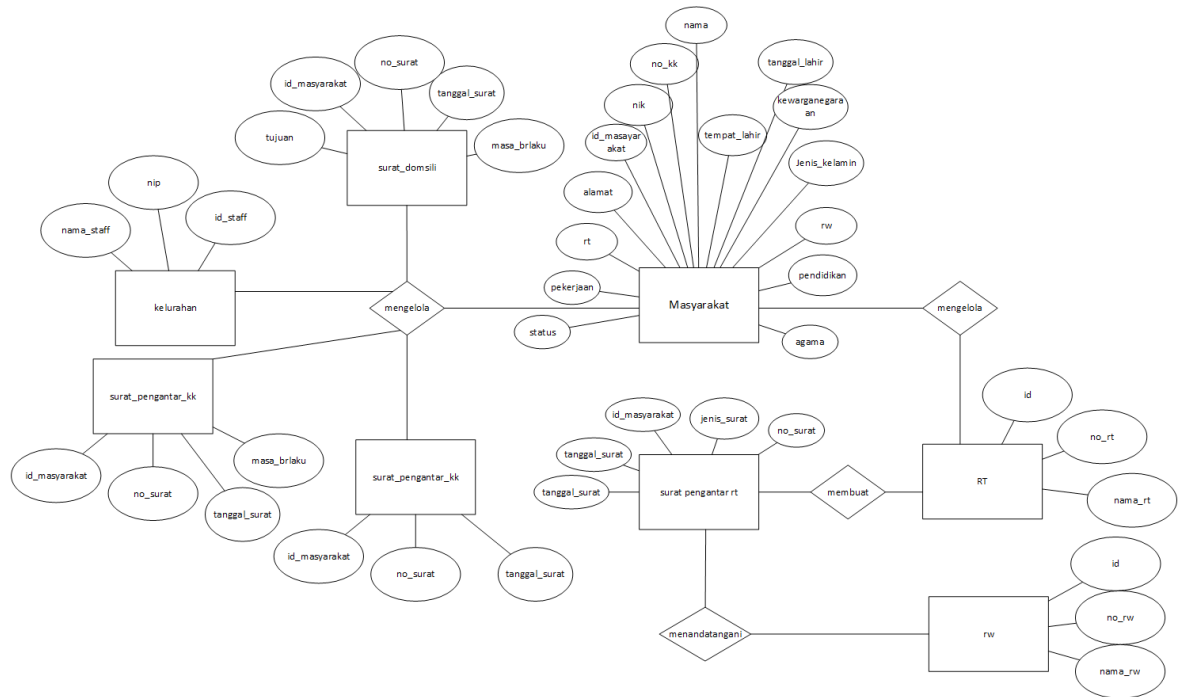 nama
no_surat
no_kk
tanggal_lahir
id_masyarakat
tanggal_surat
nik
kewarganegara
an
tujuan
surat_domsili
masa_brlaku
id_masayar
akat
tempat_lahir
Jenis_kelamin
nip
alamat
nama_staff
id_staff
rt
rw
kelurahan
mengelola
pekerjaan
Masyarakat
pendidikan
mengelola
status
agama
surat_pengantar_kk
id_masyarakat
jenis_surat
no_surat
id
masa_brlaku
tanggal_surat
no_rt
id_masyarakat
no_surat
tanggal_surat
surat_pengantar_kk
tanggal_surat
surat pengantar rt
membuat
RT
nama_rt
id_masyarakat
no_surat
tanggal_surat
id
menandatangani
rw
no_rw
nama_rw